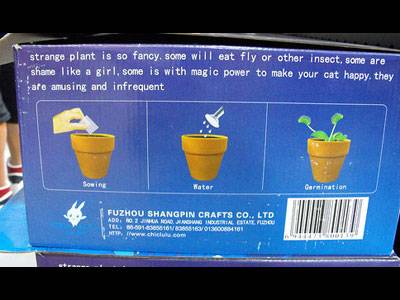 strange plant is so fancy.some will eat fly or other insect,some are
shame like a girl,some is with magic power to make your cat happy.they
are amusing and infrequent
Sowing
Water
Germination
FUZHOU SHANGPIN CRAFTS CO., LTD
ADD: NO.2 JINHUA ROAD,JIANSHANG INDUSTRIAL ESTATE,FUZHOU
TEL: 86-591-83855163/83655163/013600884161
HTTP: //www.chiclulu.com